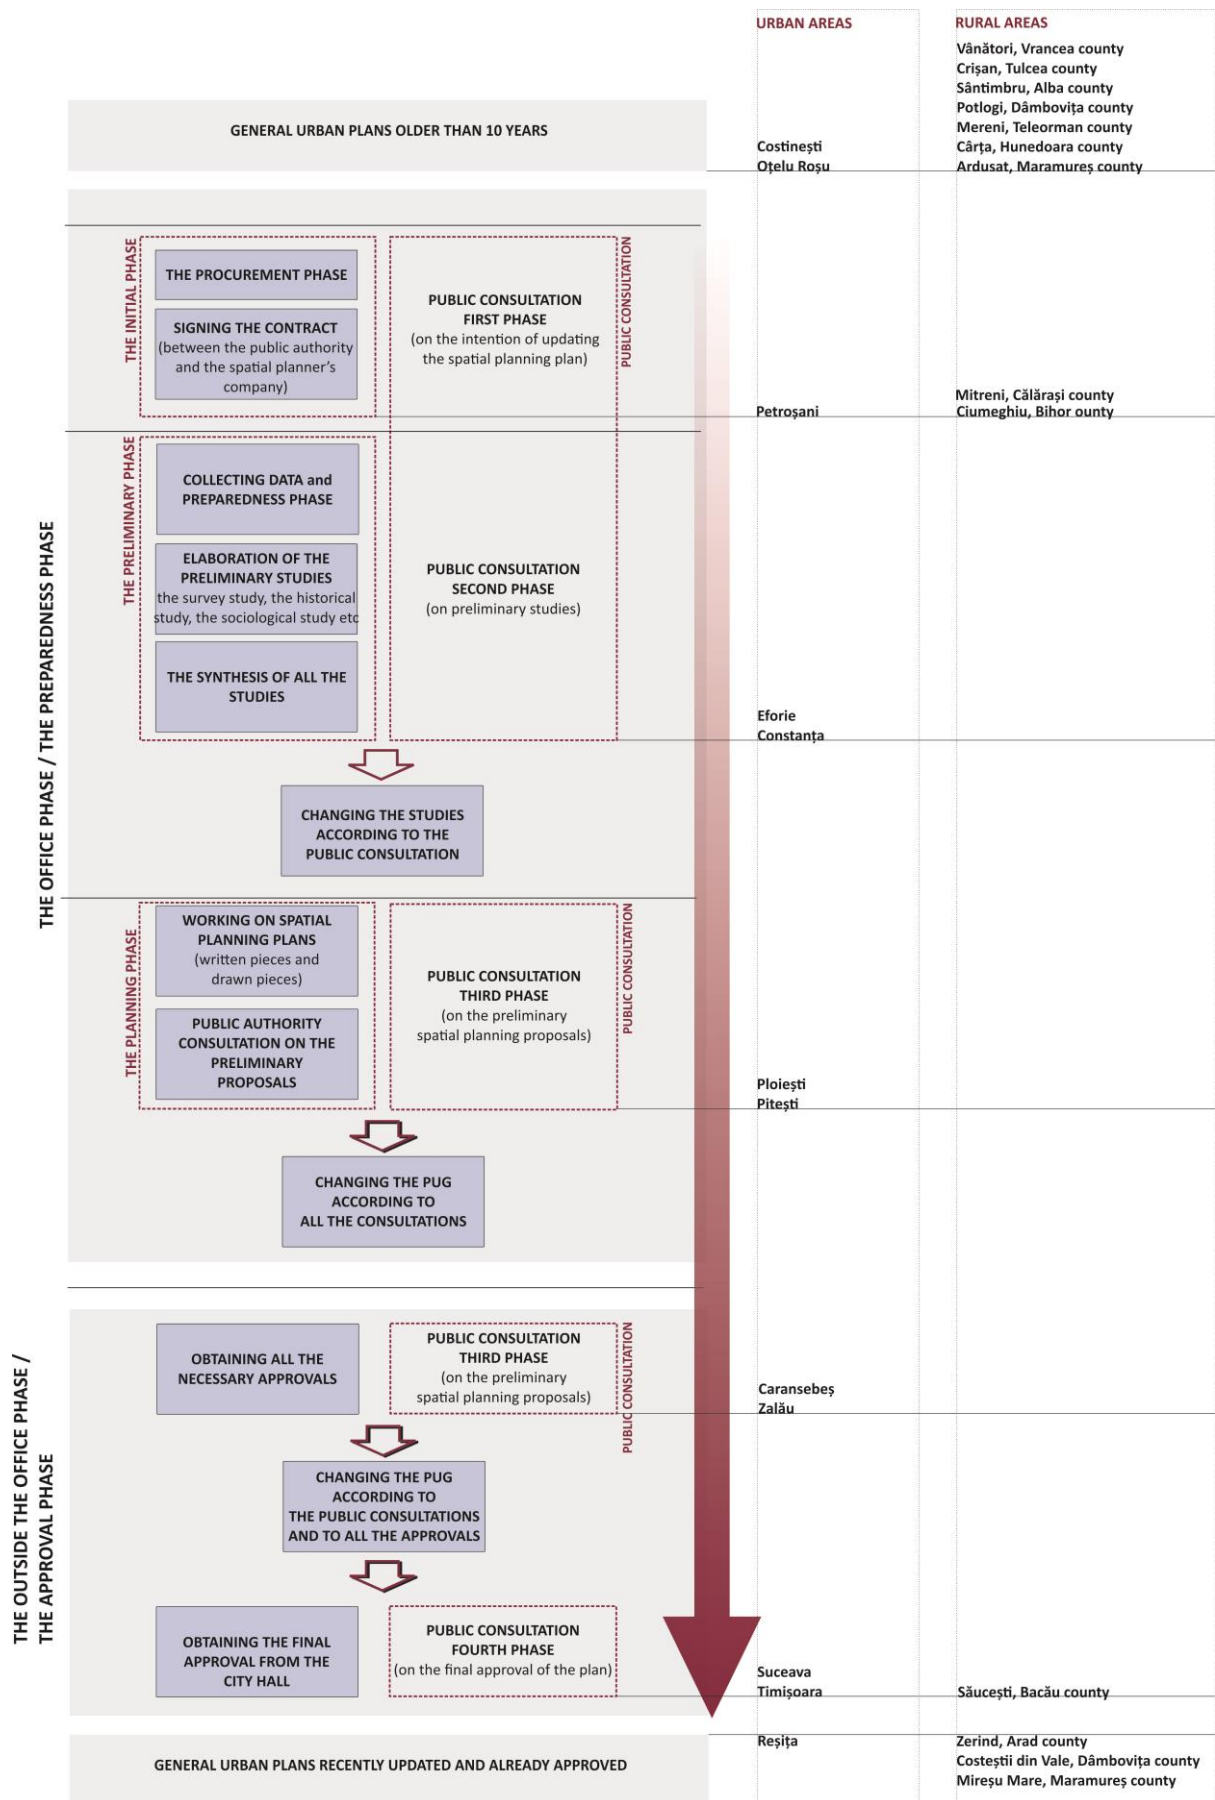 URBAN AREAS
RURAL AREAS
Vânători, Vrancea county
Crișan, Tulcea county
Sântimbru, Alba county
Potlogi, Dâmbovița county
Mereni, Teleorman county
Cârța, Hunedoara county
Ardusat, Maramureș county
GENERAL URBAN PLANS OLDER THAN 10 YEARS
Costinești
Oțelu Roșu
THE OFFICE PHASE / THE PREPAREDNESS PHASE
THE INITIAL PHASE
THE PROCUREMENT PHASE
SIGNING THE CONTRACT
(between the public authority
and the spatial planner's
company)
PUBLIC CONSULTATION
FIRST PHASE
(on the intention of updating
the spatial planning plan)
PUBLIC CONSULTATION
Petroșani
Mitreni, Călărași county
Ciumeghiu, Bihor ounty
THE PRELIMINARY PHASE
COLLECTING DATA and
PREPAREDNESS PHASE
ELABORATION OF THE
PRELIMINARY STUDIES
the survey study, the historical
study, the sociological study etc
THE SYNTHESIS OF ALL THE
STUDIES
PUBLIC CONSULTATION
SECOND PHASE
(on preliminary studies)
Eforie
Constanța
CHANGING THE STUDIES
ACCORDING TO THE
PUBLIC CONSULTATION
THE PLANNING PHASE
WORKING ON SPATIAL
PLANNING PLANS
(written pieces and
drawn pieces)
PUBLIC AUTHORITY
CONSULTATION ON THE
PRELIMINARY
PROPOSALS
PUBLIC CONSULTATION
THIRD PHASE
(on the preliminary
spatial planning proposals)
PUBLIC CONSULTATION
Ploiești
Pitești
CHANGING THE PUG
ACCORDING TO
ALL THE CONSULTATIONS
THE OUTSIDE THE OFFICE PHASE /
THE APPROVAL PHASE
OBTAINING ALL THE
NECESSARY APPROVALS
PUBLIC CONSULTATION
THIRD PHASE
(on the preliminary
spatial planning proposals)
PUBLIC CONSULTATION
Caransebeș
Zalău
CHANGING THE PUG
ACCORDING TO
THE PUBLIC CONSULTATIONS
AND TO ALL THE APPROVALS
OBTAINING THE FINAL
APPROVAL FROM THE
CITY HALL
PUBLIC CONSULTATION
FOURTH PHASE
(on the final approval of the plan)
Suceava
Timișoara
Săucești, Bacău county
GENERAL URBAN PLANS RECENTLY UPDATED AND ALREADY APPROVED
Reșița
Zerind, Arad county
Costeștii din Vale, Dâmbovița county
Mireșu Mare, Maramureș county